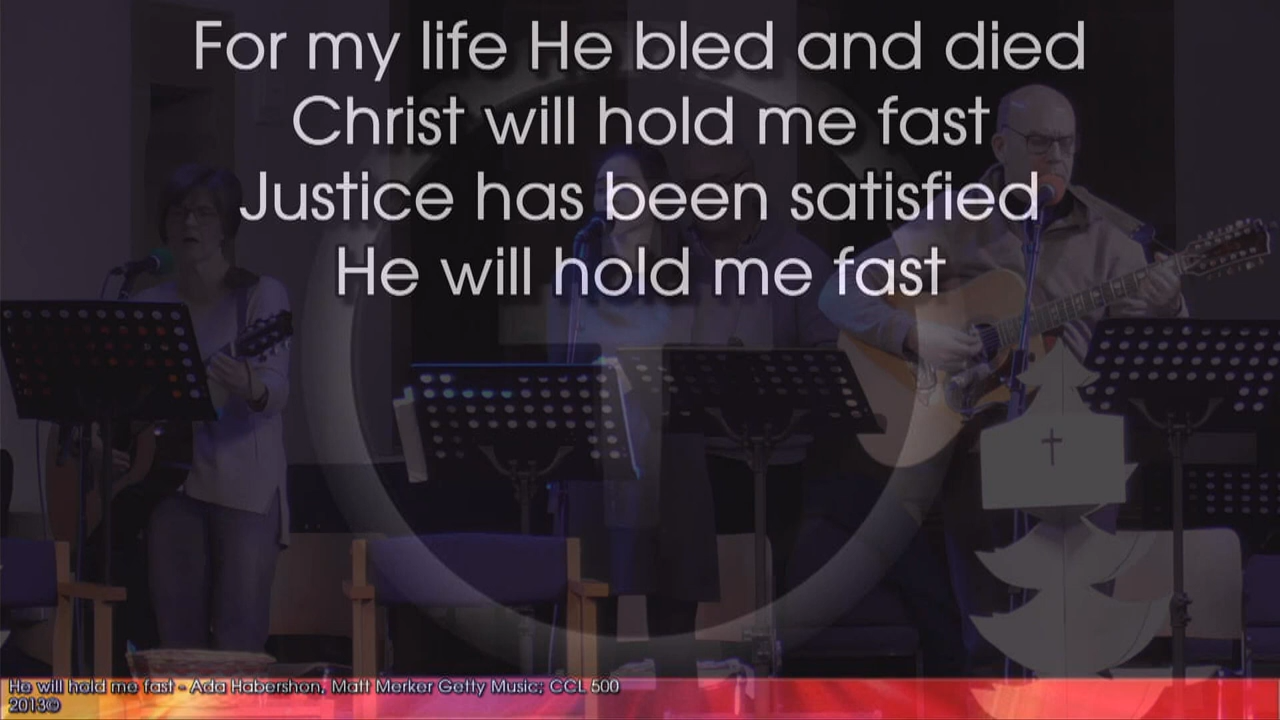 For my life He bled and died
Christ will hold me fast
Justice has been satisfied
He will hold me fast
He will hold me fast - Ada Habershon, Matt Merker Getty Music; CCL 500
2013©